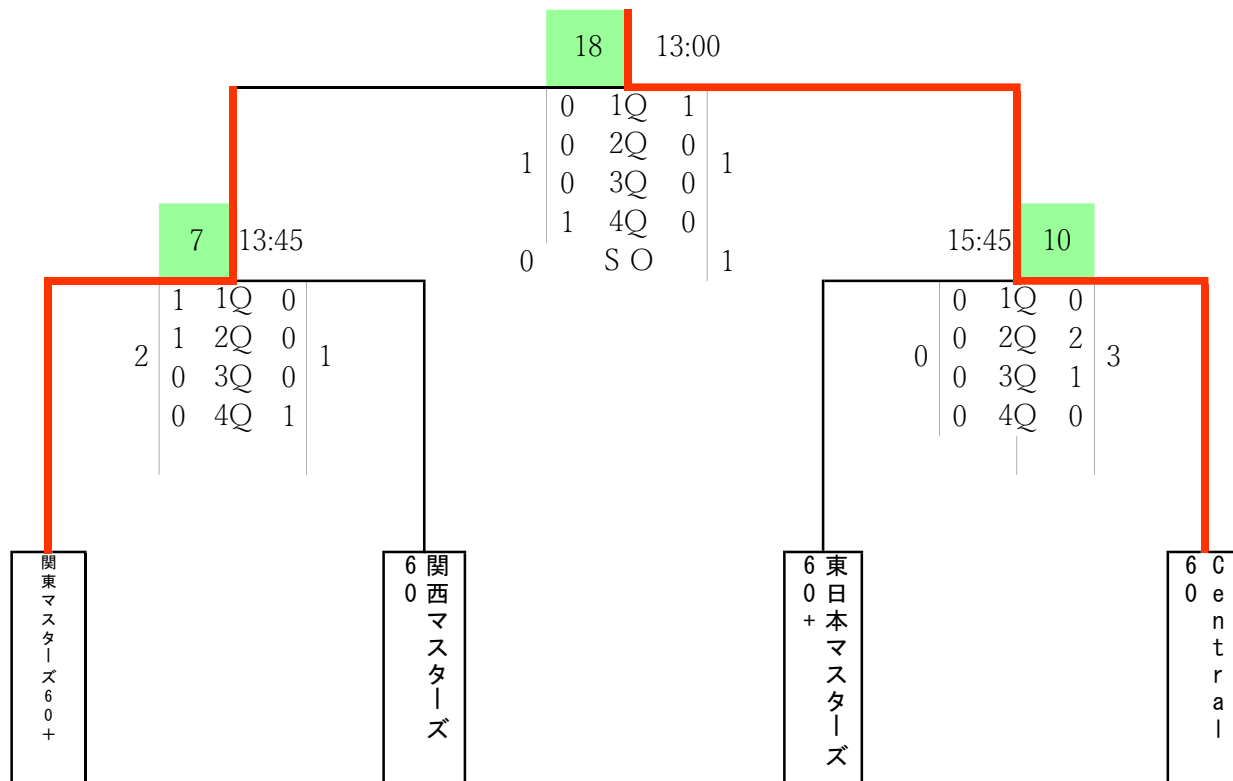 18 13:00
0 1Q 1
0 2Q 0
1 1
0 3Q 0
1 4Q 0
0 S O 1
7 13:45
15:45 10
1 1Q 0
1 2Q 0
2 1
0 3Q 0
0 4Q 1
0 1Q 0
0 2Q 2
0 3
0 3Q 1
0 4Q 0
関東マスターズ60+
関西マスターズ
60
東日本マスターズ
60+
Central
60